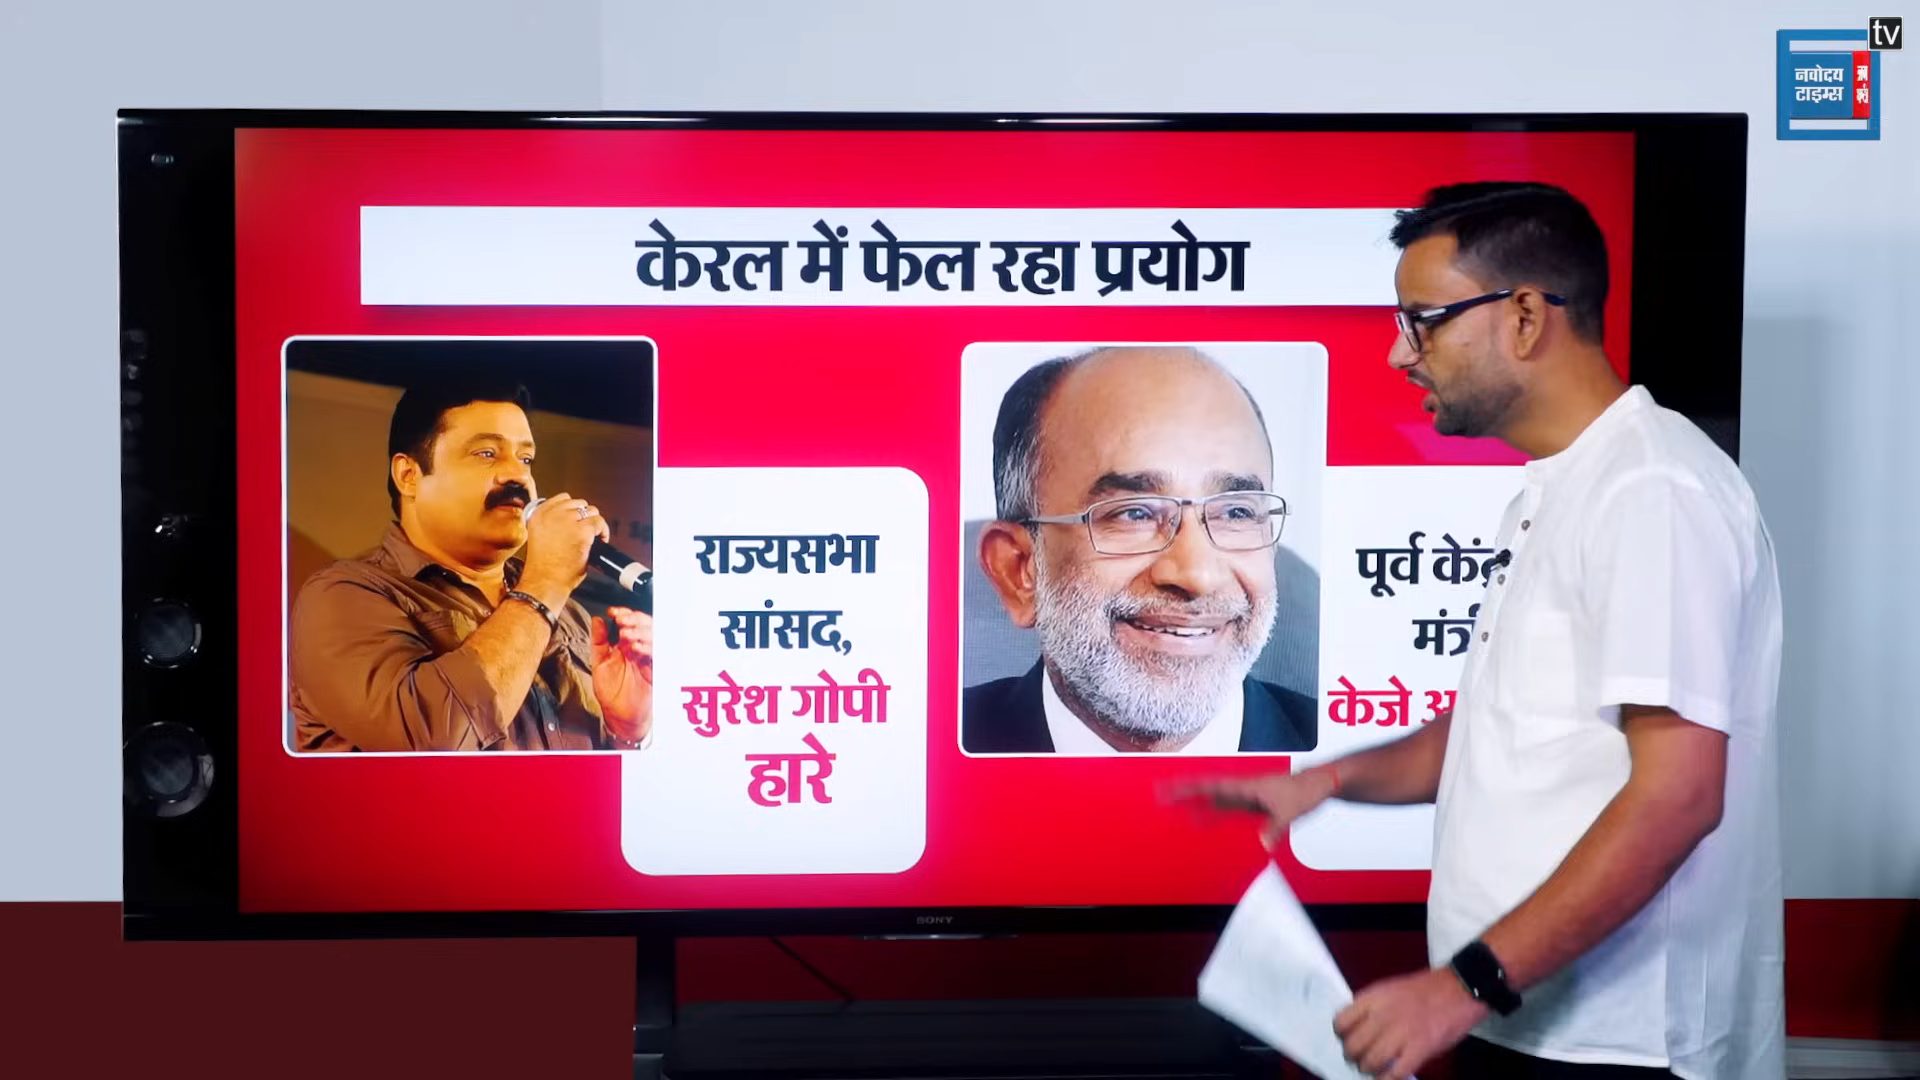 tv
नवोदय
टाइम्स
केरल में फेल रहा प्रयोग
राज्यसभा
सांसद,
सुरेश गोपी
हारे
पूर्व
केजे
SONY